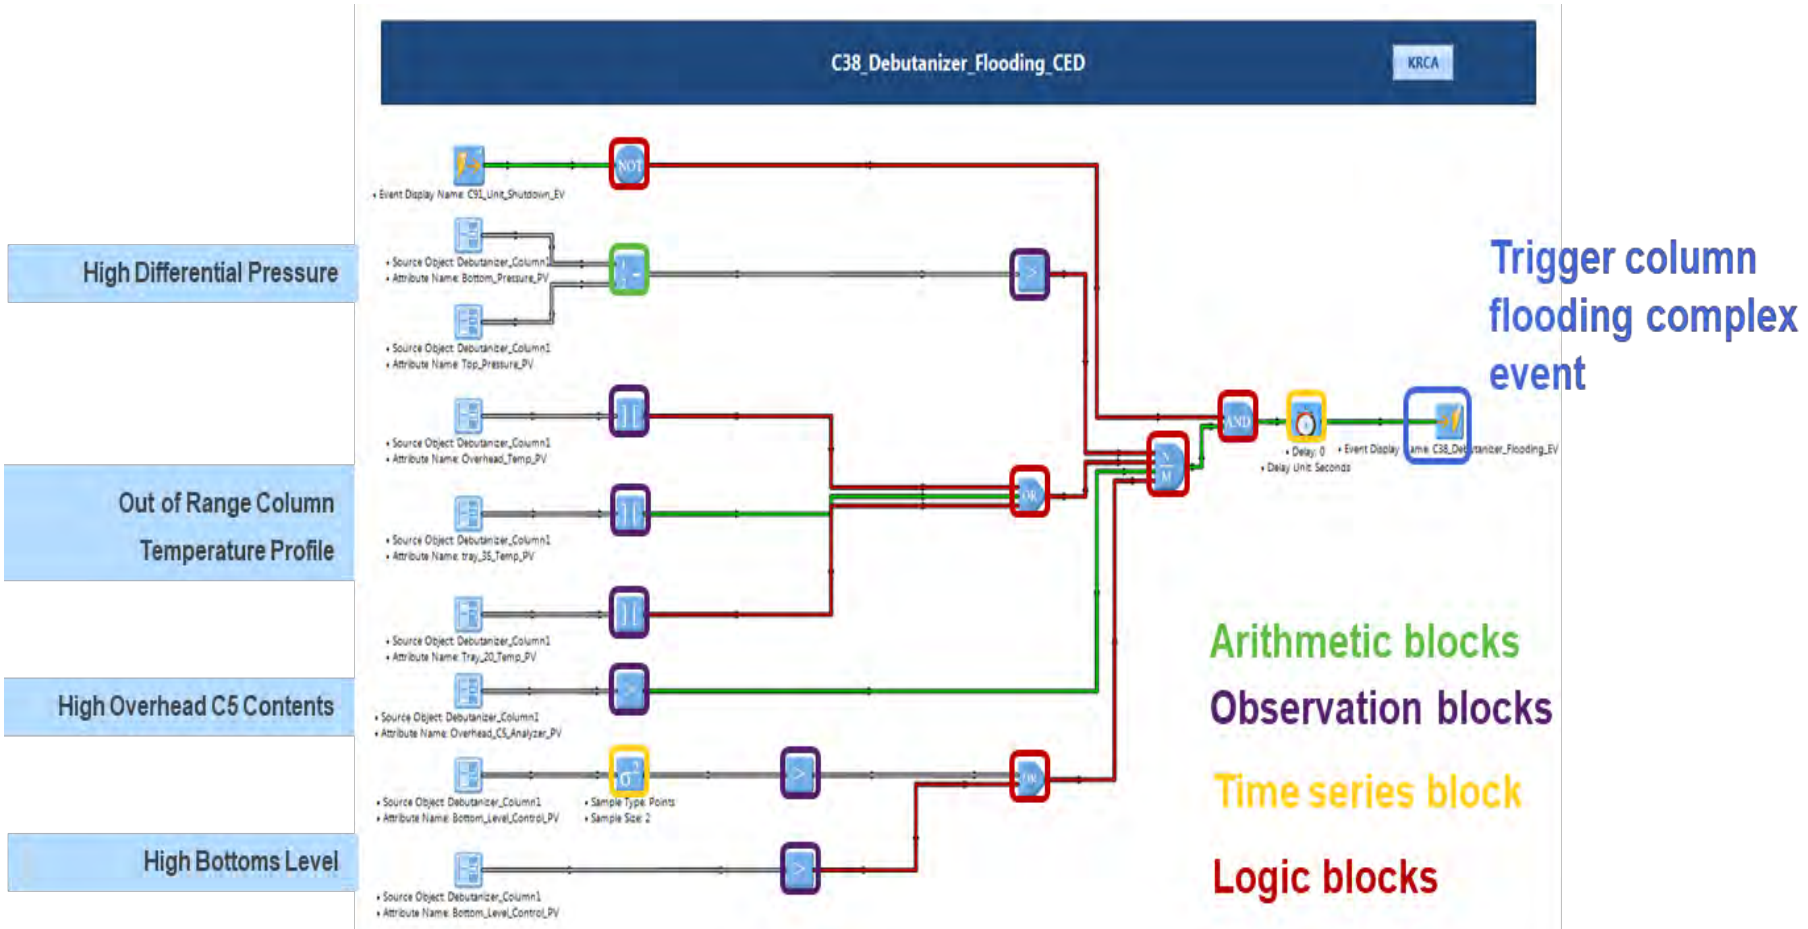 C38_Debutanizer_Flooding_CED
KRCA
NOT
• Event Display Name: C91_Unit_Shutdown_EV
High Differential Pressure
• Source Object: Debutanizer_Column1
• Attribute Name: Bottom_Pressure_PV
-
>
• Source Object: Debutanizer_Column1
• Attribute Name: Top_Pressure_PV
Trigger column
flooding complex
event
• Source Object: Debutanizer_Column1
• Attribute Name: Overhead_Temp_PV
][
AND
N
M
• Delay: 0
• Delay Unit: Seconds
• Event Display ame: C38_Debutanizer_Flooding_EV
Out of Range Column
Temperature Profile
][
OR
• Source Object: Debutanizer_Column1
• Attribute Name: tray_35_Temp_PV
][
• Source Object: Debutanizer_Column1
• Attribute Name: Tray_20_Temp_PV
High Overhead C5 Contents
>
• Source Object: Debutanizer_Column1
• Attribute Name: Overhead_C5_Analyzer_PV
σ²
>
OR
• Source Object: Debutanizer_Column1
• Attribute Name: Bottom_Level_Control_PV
• Sample Type: Points
• Sample Size: 2
High Bottoms Level
>
• Source Object: Debutanizer_Column1
• Attribute Name: Bottom_Level_Control_PV
Arithmetic blocks
Observation blocks
Time series block
Logic blocks